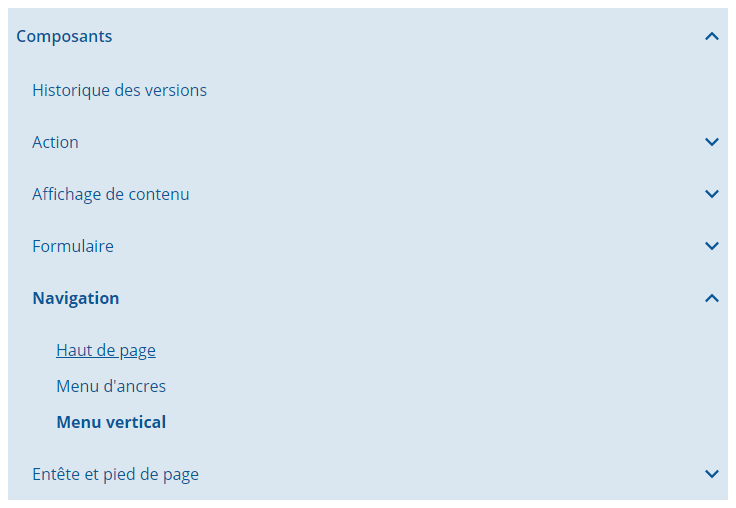 Composants
Historique des versions
Action
Affichage de contenu
Formulaire
Navigation
Haut de page
Menu d'ancres
Menu vertical
Entête et pied de page